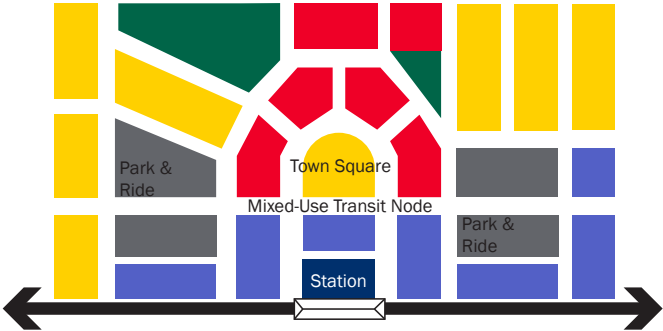 Park &
Ride
Town Square
Mixed-Use Transit Node
Park &
Ride
Station